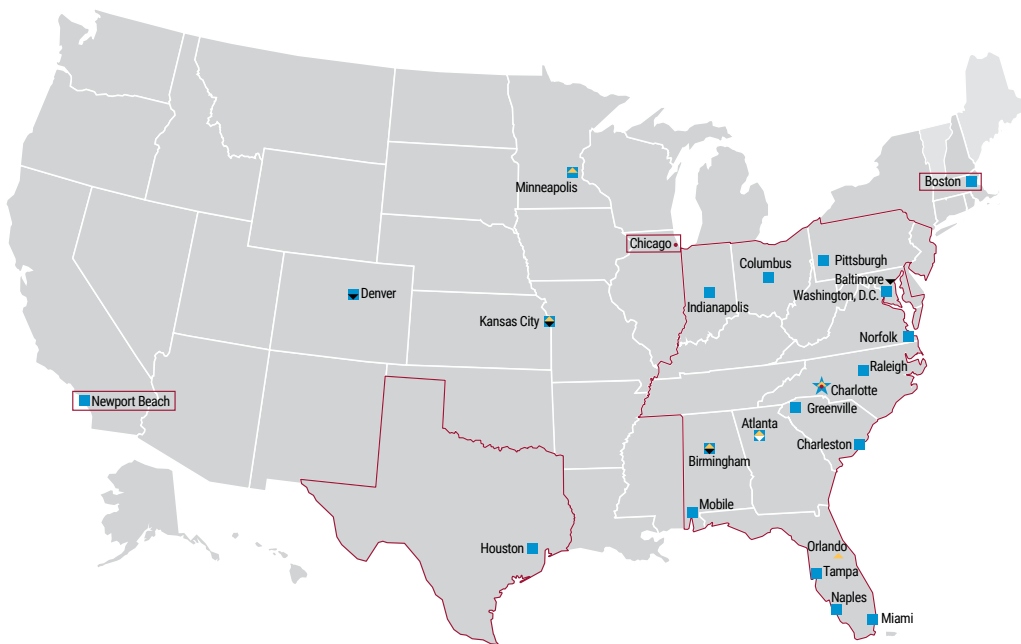 Minneapolis
Boston
Chicago
Columbus
Pittsburgh
Baltimore
Washington, D.C.
Denver
Indianapolis
Kansas City
Norfolk
Raleigh
Charlotte
Newport Beach
Greenville
Atlanta
Charleston
Birmingham
Mobile
Houston
Orlando
Tampa
Naples
Miami